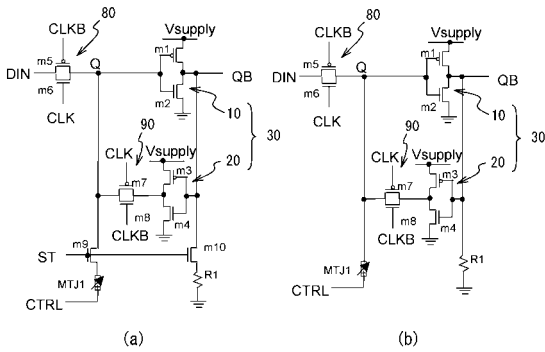 CLKB
80
Vsupply
m5
m1
DIN
Q
QB
m6
m2
10
CLK
90
30
CLK
Vsupply
20
m7
m3
m8
m4
CLKB
ST
m9
m10
MTJ1
R1
CTRL
(a)
CLKB
80
Vsupply
m5
m1
DIN
Q
QB
m6
m2
10
CLK
90
30
CLK
Vsupply
20
m7
m3
m8
m4
CLKB
MTJ1
R1
CTRL
(b)